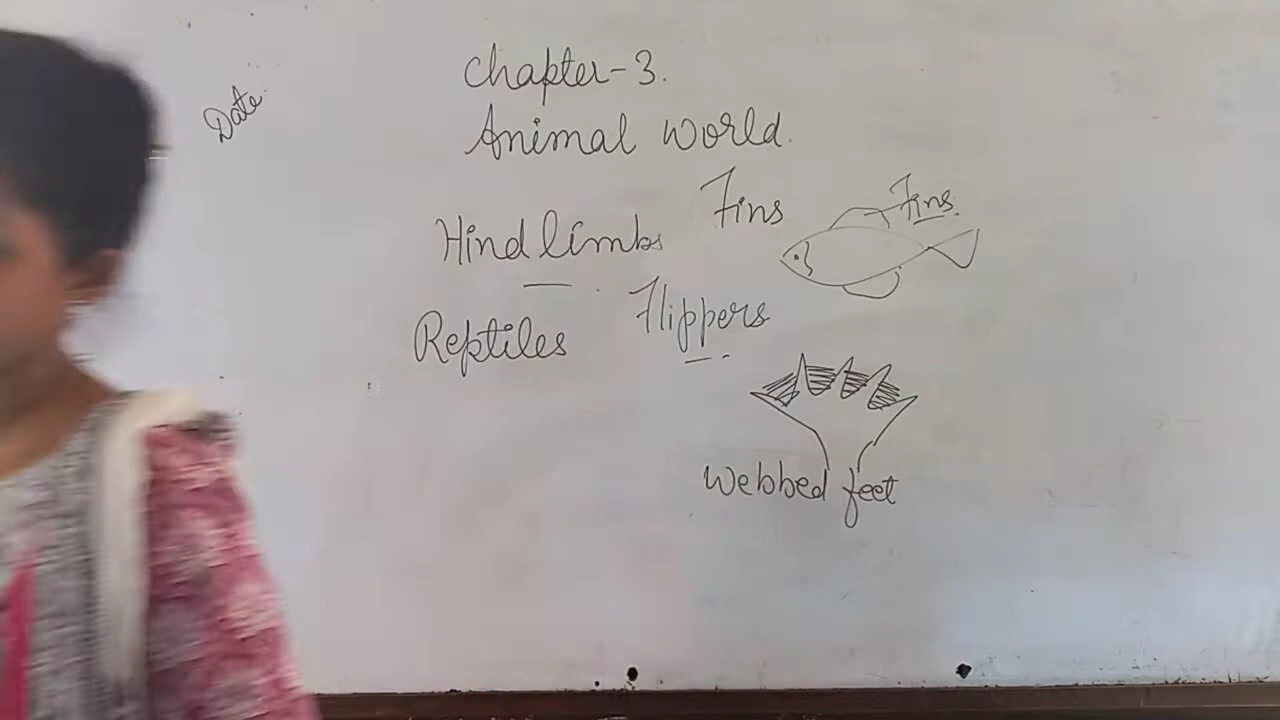 Date.
Chapter-3.
Animal world.
Fins
Fins.
Hind limbs
Flippers
Reptiles
Webbed feet